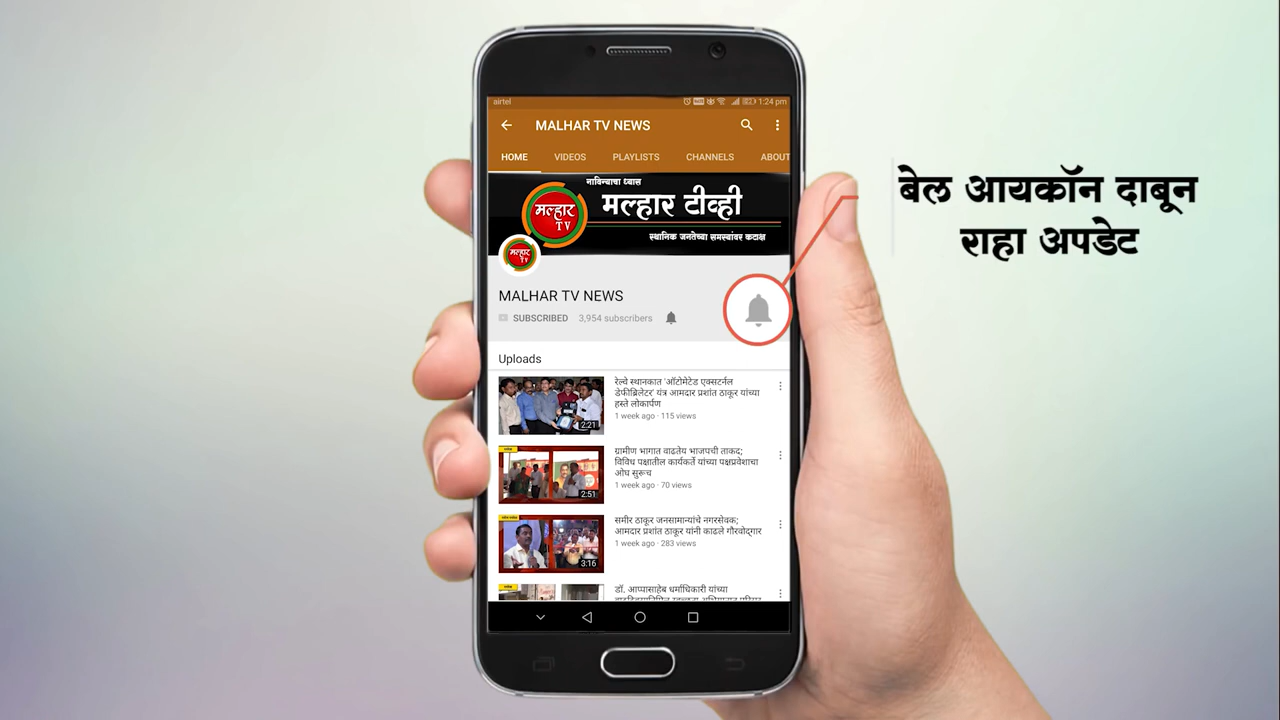 airtel
1:24 pm
MALHAR TV NEWS
HOME VIDEOS PLAYLISTS CHANNELS ABOUT
नाविन्याचा ध्यास
मल्हार टीव्ही
स्थानिक जनतेच्या समस्यांवर कटाक्ष
मल्हार
TV
मल्हार
TV
बेल आयकॉन दाबून
राहा अपडेट
MALHAR TV NEWS
SUBSCRIBED 3,954 subscribers
Uploads
रेल्वे स्थानकात 'ऑटोमेटेड एक्सटर्नल
डेफीब्रिलेटर' यंत्र आमदार प्रशांत ठाकूर यांच्या
हस्ते लोकार्पण
1 week ago · 115 views
2:21
ग्रामीण भागात वाढतेय भाजपची ताकद;
विविध पक्षातील कार्यकर्ते यांच्या पक्षप्रवेशाचा
ओघ सुरूच
1 week ago · 70 views
2:51
समीर ठाकूर जनसामान्यांचे नगरसेवक;
आमदार प्रशांत ठाकूर यांनी काढले गौरवोद्गार
1 week ago · 283 views
3:16
डॉ. आप्पासाहेब धर्माधिकारी यांच्या